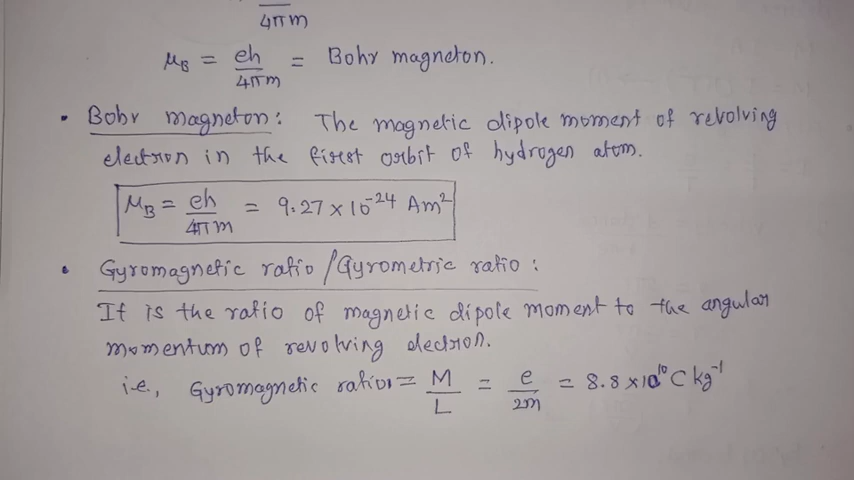 4πm
μB = eh/4πm = Bohr magneton.
• Bohr magneton: The magnetic dipole moment of revolving
electron in the first orbit of hydrogen atom.
μB = eh/4πm = 9.27 × 10⁻²⁴ Am²
• Gyromagnetic ratio/Gyrometric ratio:
It is the ratio of magnetic dipole moment to the angular
momentum of revolving electron.
i.e., Gyromagnetic ratio = M/L = e/2m = 8.8 × 10¹⁰ C kg⁻¹